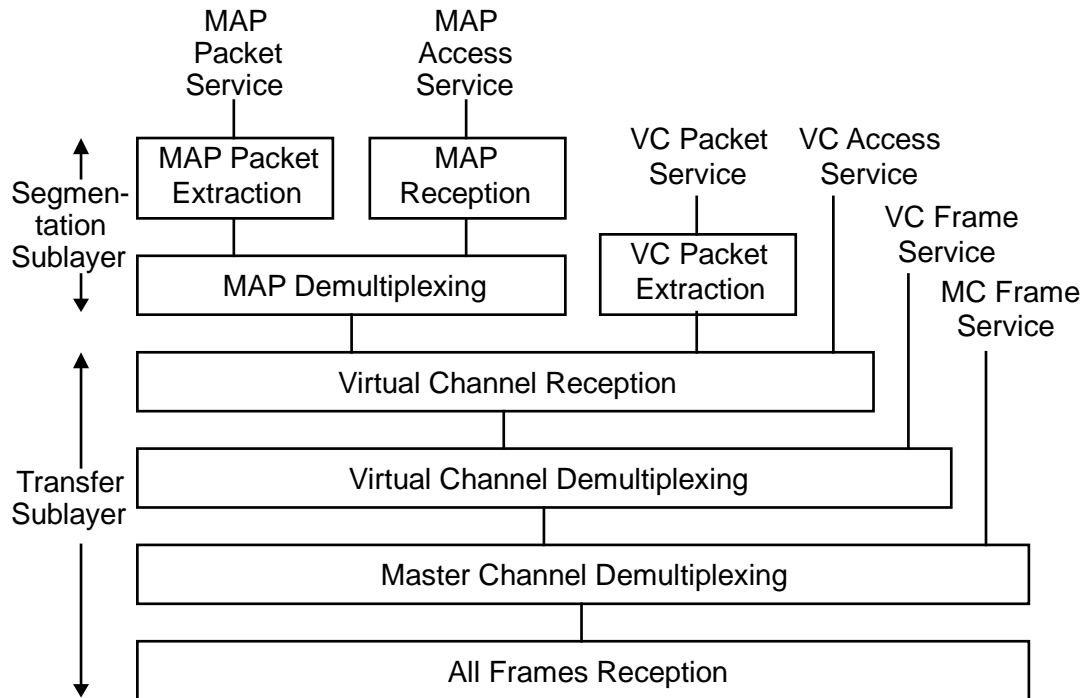 MAP
Packet
Service
MAP
Access
Service
MAP Packet
Extraction
MAP
Reception
VC Packet
Service
VC Access
Service
Segmen-
tation
Sublayer
VC Frame
Service
VC Packet
Extraction
MAP Demultiplexing
MC Frame
Service
Virtual Channel Reception
Transfer
Sublayer
Virtual Channel Demultiplexing
Master Channel Demultiplexing
All Frames Reception